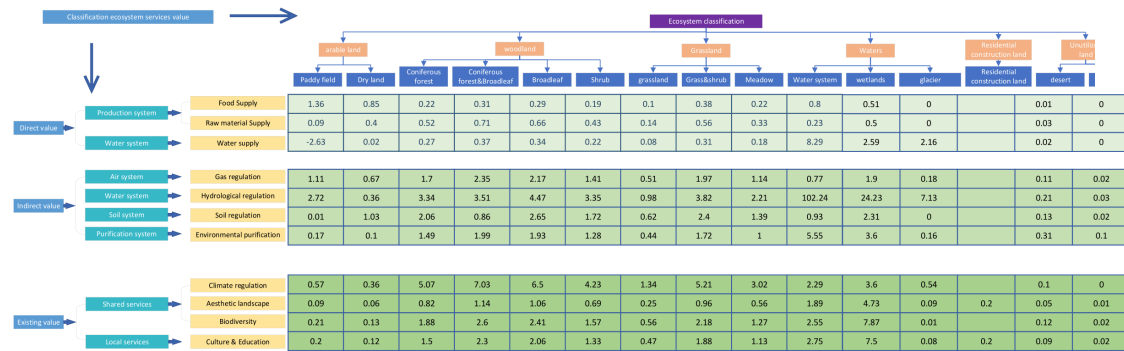 Classification ecosystem services value
Ecosystem classification
arable land woodland Grassland Waters Residential construction land land
Paddy field Dry land Coniferous forest Coniferous forest&Broadleaf Broadleaf Shrub grassland Grass&shrub Meadow Water system wetlands glacier Residential construction land desert
Direct value
Production system
Food Supply 1.36 0.85 0.22 0.31 0.29 0.19 0.1 0.38 0.22 0.8 0.51 0 0.01 0
Raw material Supply 0.09 0.4 0.52 0.71 0.66 0.43 0.14 0.56 0.33 0.23 0.5 0 0.03 0
Water system Water supply -2.63 0.02 0.27 0.37 0.34 0.22 0.08 0.31 0.18 8.29 2.59 2.16 0.02 0
Indirect value
Air system Gas regulation 1.11 0.67 1.7 2.35 2.17 1.41 0.51 1.97 1.14 0.77 1.9 0.18 0.11 0.02
Water system Hydrological regulation 2.72 0.36 3.34 3.51 4.47 3.35 0.98 3.82 2.21 102.24 24.23 7.13 0.21 0.03
Soil system Soil regulation 0.01 1.03 2.06 0.86 2.65 1.72 0.62 2.4 1.39 0.93 2.31 0 0.13 0.02
Purification system Environmental purification 0.17 0.1 1.49 1.99 1.93 1.28 0.44 1.72 1 5.55 3.6 0.16 0.31 0.1
Existing value
Climate regulation 0.57 0.36 5.07 7.03 6.5 4.23 1.34 5.21 3.02 2.29 3.6 0.54 0.1 0
Shared services Aesthetic landscape 0.09 0.06 0.82 1.14 1.06 0.69 0.25 0.96 0.56 1.89 4.73 0.09 0.2 0.05 0.01
Biodiversity 0.21 0.13 1.88 2.6 2.41 1.57 0.56 2.18 1.27 2.55 7.87 0.01 0.12 0.02
Local services Culture & Education 0.2 0.12 1.5 2.3 2.06 1.33 0.47 1.88 1.13 2.75 7.5 0.08 0.2 0.09 0.02